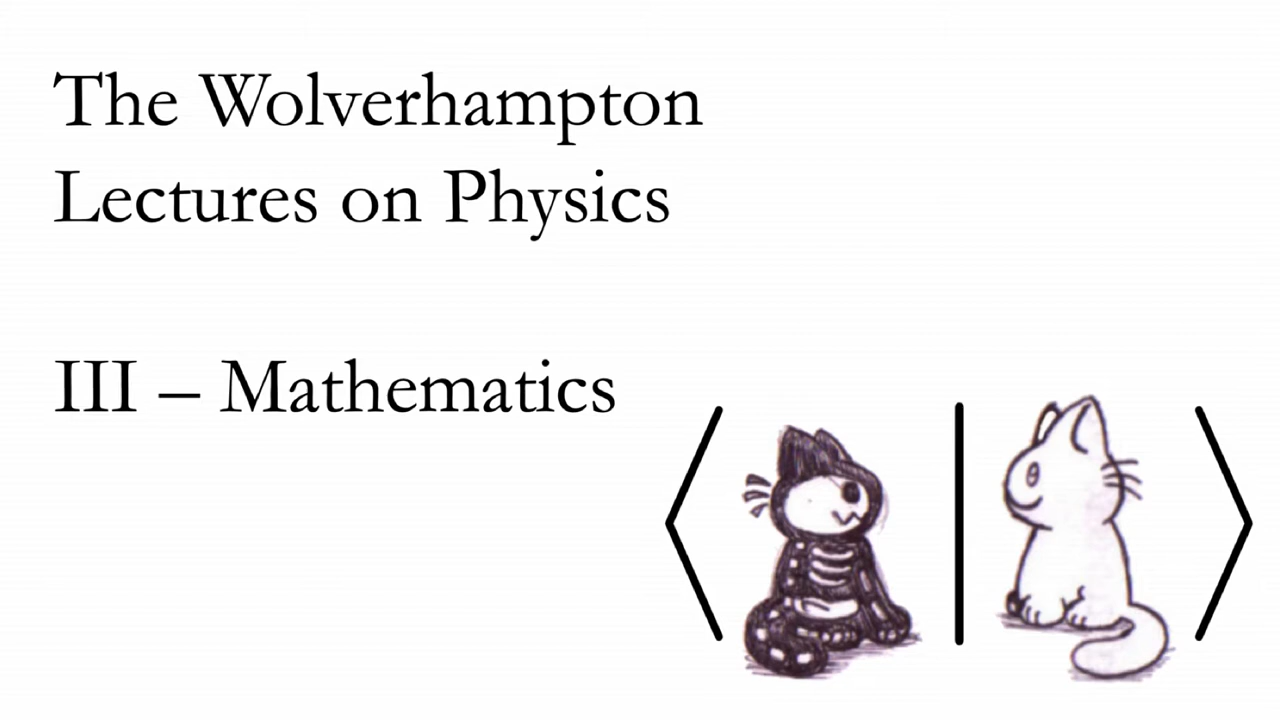 The Wolverhampton
Lectures on Physics
III – Mathematics